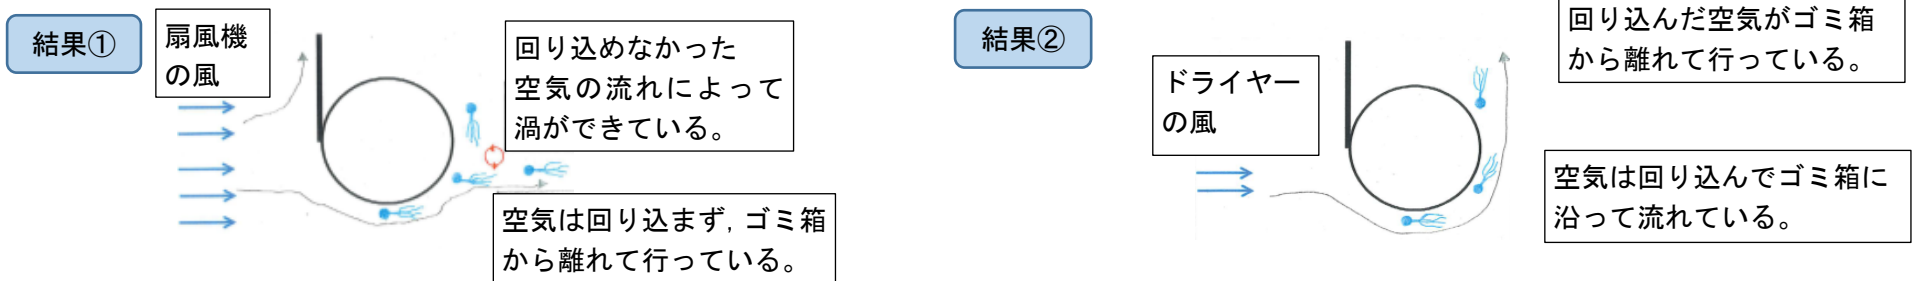 結果①
扇風機
の風
回り込めなかった
空気の流れによって
渦ができている。
空気は回り込まず,ゴミ箱
から離れて行っている。
結果②
ドライヤー
の風
回り込んだ空気がゴミ箱
から離れて行っている。
空気は回り込んでゴミ箱に
沿って流れている。